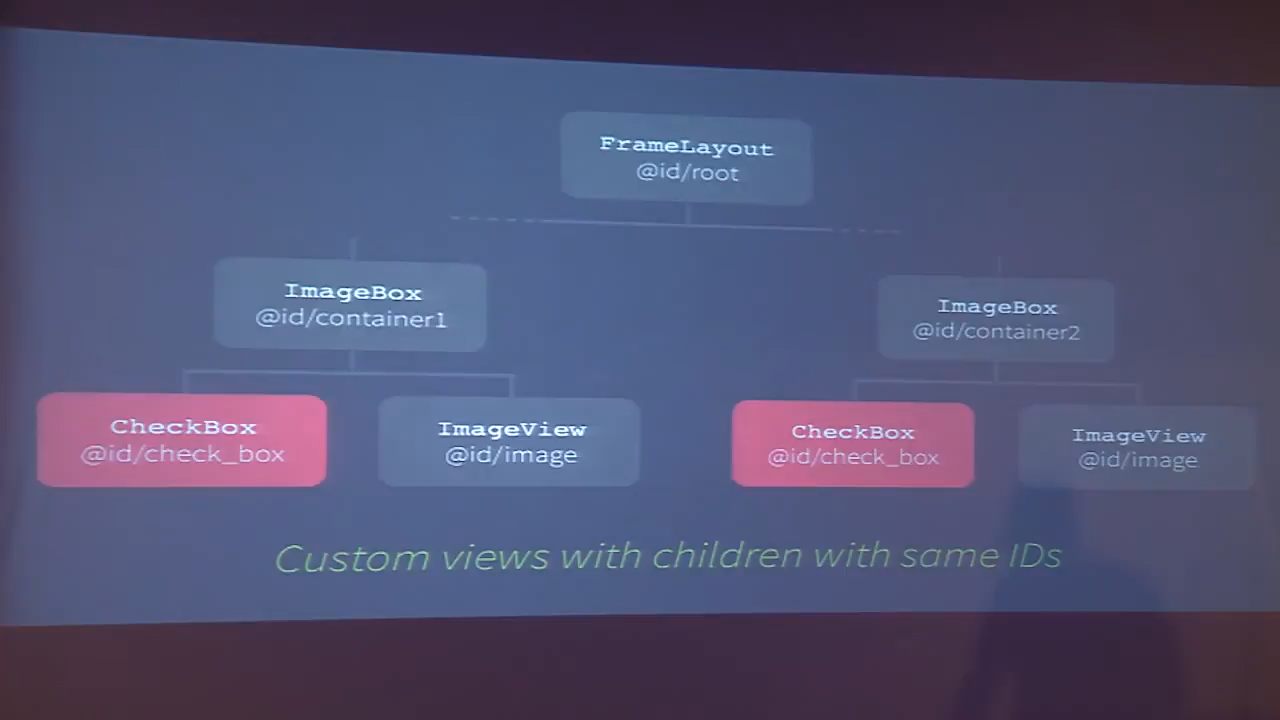 FrameLayout
@id/root
ImageBox
@id/container1
ImageBox
@id/container2
CheckBox
@id/check_box
ImageView
@id/image
CheckBox
@id/check_box
ImageView
@id/image
Custom views with children with same IDs